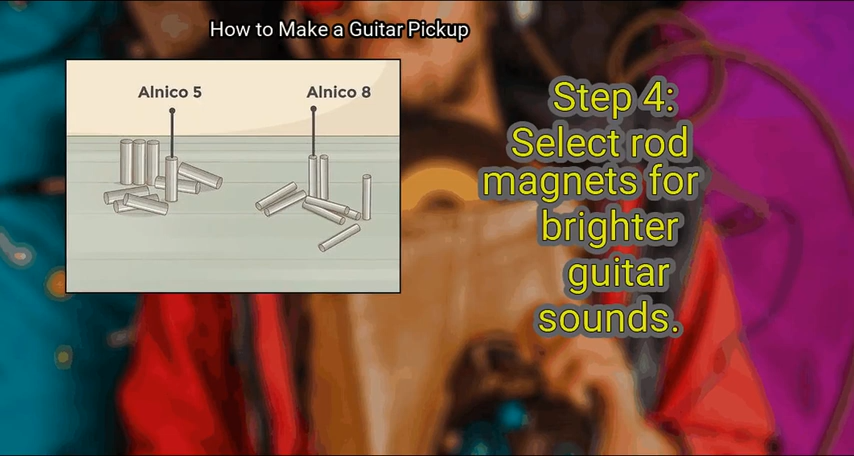 How to Make a Guitar Pickup
Alnico 5
Alnico 8
Step 4:
Select rod
magnets for
brighter
guitar
sounds.